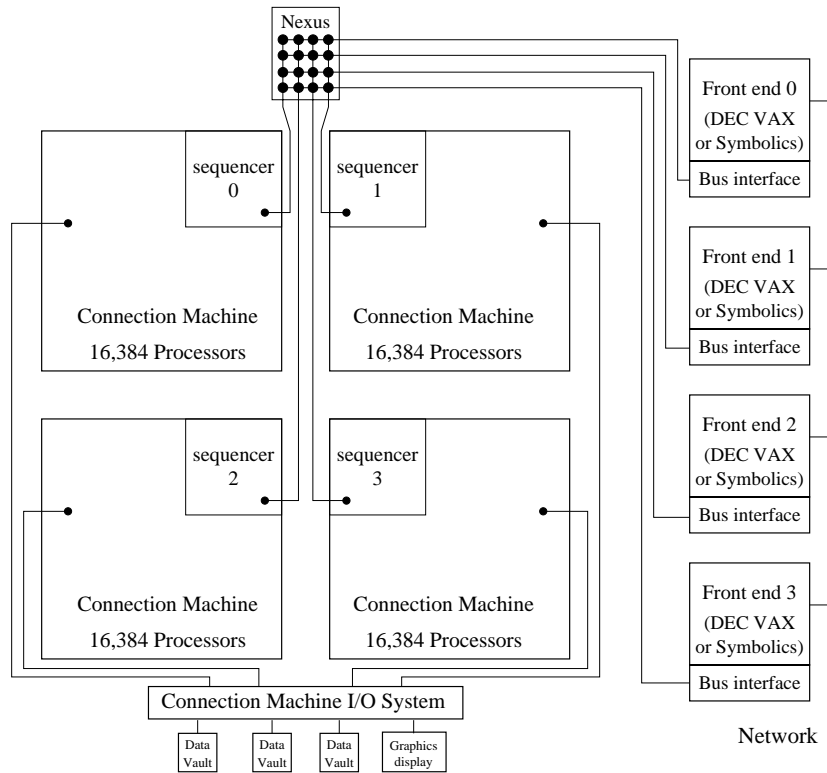 Nexus
sequencer
0
Connection Machine
16,384 Processors
sequencer
1
Connection Machine
16,384 Processors
sequencer
2
Connection Machine
16,384 Processors
sequencer
3
Connection Machine
16,384 Processors
Connection Machine I/O System
Data
Vault
Data
Vault
Data
Vault
Graphics
display
Front end 0
(DEC VAX
or Symbolics)
Bus interface
Front end 1
(DEC VAX
or Symbolics)
Bus interface
Front end 2
(DEC VAX
or Symbolics)
Bus interface
Front end 3
(DEC VAX
or Symbolics)
Bus interface
Network